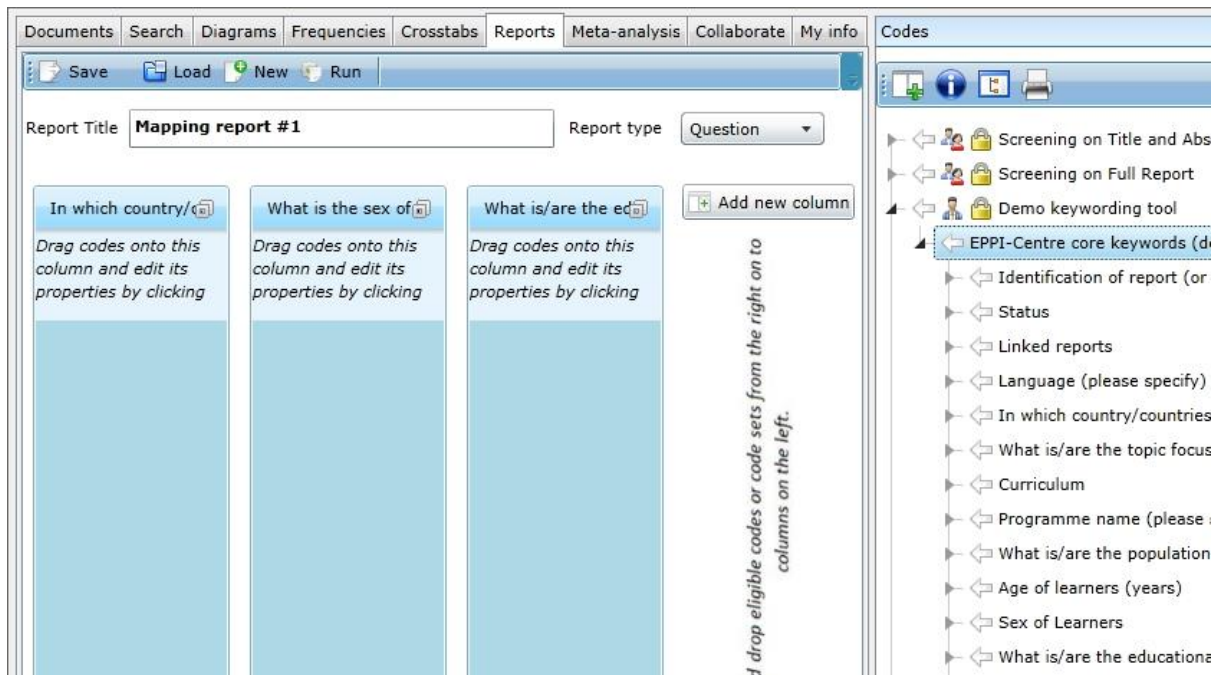 Documents Search Diagrams Frequencies Crosstabs Reports Meta-analysis Collaborate My info
Save Load New Run
Report Title Mapping report #1 Report type Question
In which country/c
Drag codes onto this
column and edit its
properties by clicking
What is the sex of
Drag codes onto this
column and edit its
properties by clicking
What is/are the ed
Drag codes onto this
column and edit its
properties by clicking
Add new column
d drop eligible codes or code sets from the right on to
columns on the left.
Codes
Screening on Title and Abs
Screening on Full Report
Demo keywording tool
EPPI-Centre core keywords (de
Identification of report (or
Status
Linked reports
Language (please specify)
In which country/countries
What is/are the topic focus
Curriculum
Programme name (please
What is/are the population
Age of learners (years)
Sex of Learners
What is/are the educationa